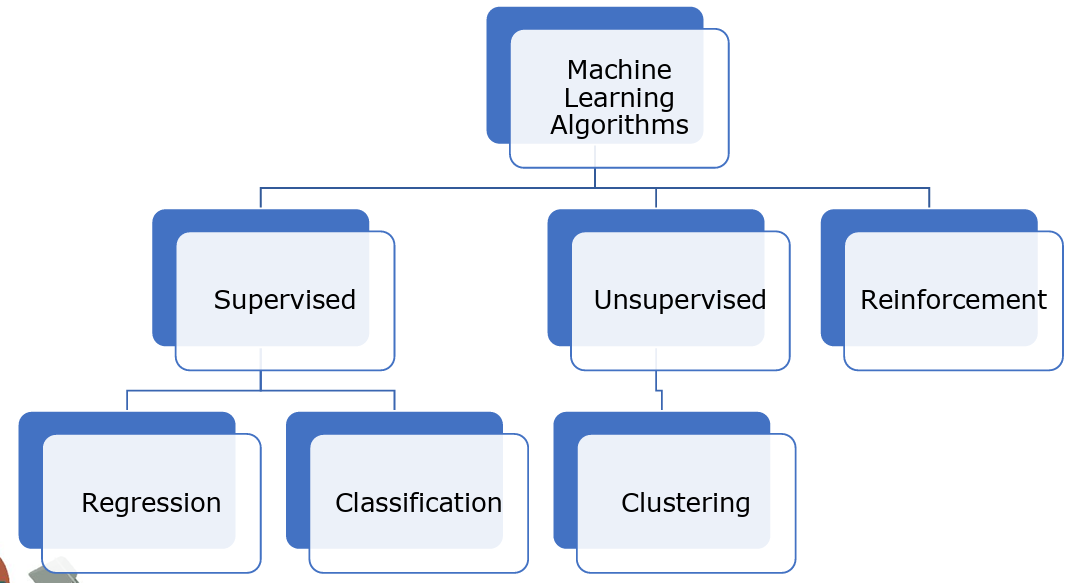 Machine
Learning
Algorithms
Supervised
Unsupervised
Reinforcement
Regression
Classification
Clustering